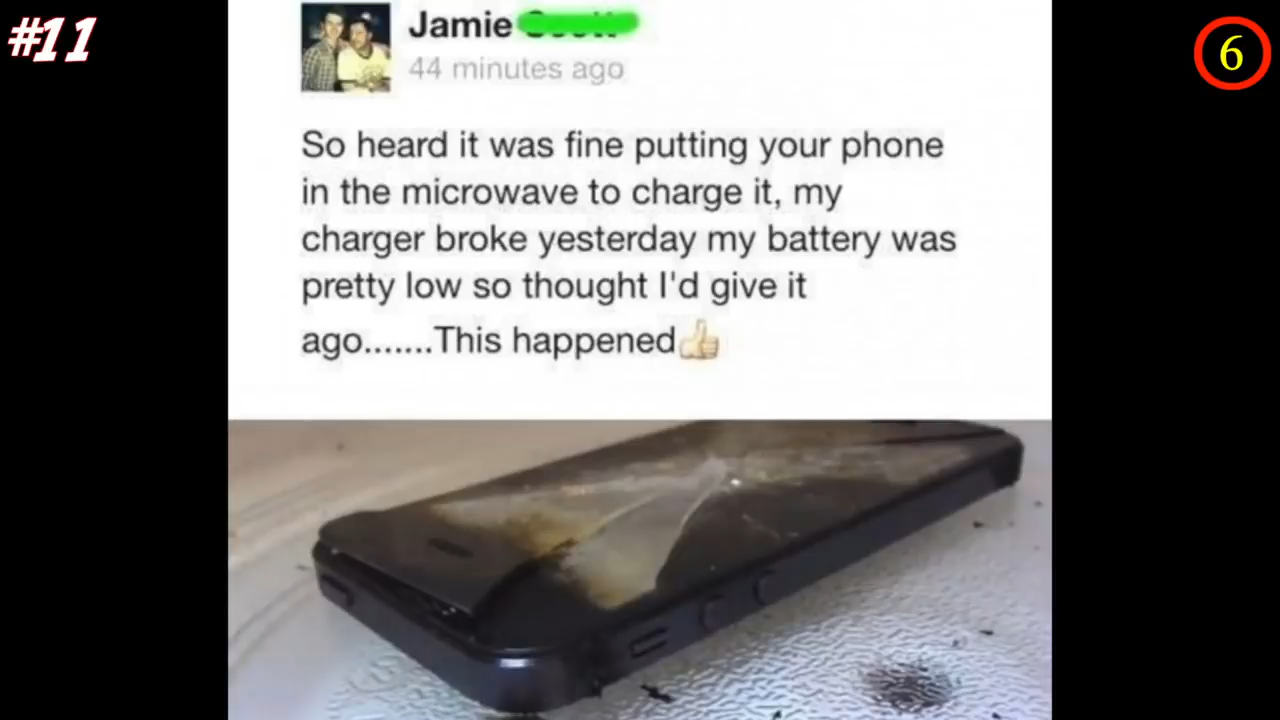 #11
6
Jamie
44 minutes ago
So heard it was fine putting your phone
in the microwave to charge it, my
charger broke yesterday my battery was
pretty low so thought I'd give it
ago.......This happened👍